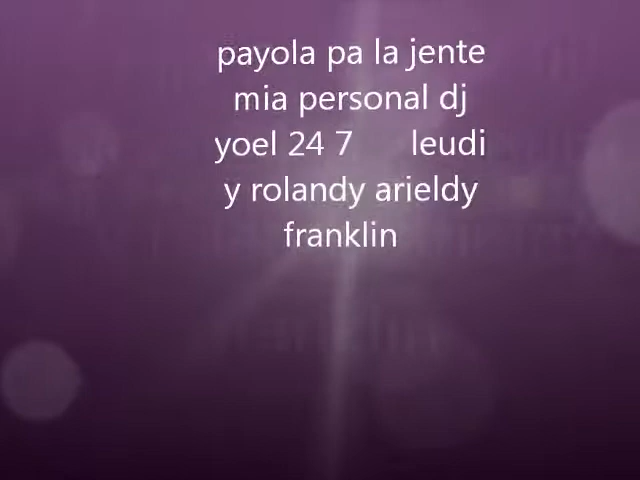 payola pa la jente
mia personal dj
yoel 24 7 leudi
y rolandy arieldy
franklin